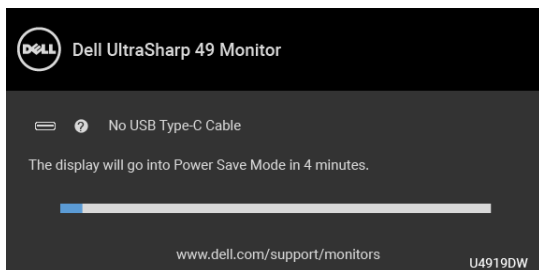 DELL
Dell UltraSharp 49 Monitor
? No USB Type-C Cable
The display will go into Power Save Mode in 4 minutes.
www.dell.com/support/monitors
U4919DW